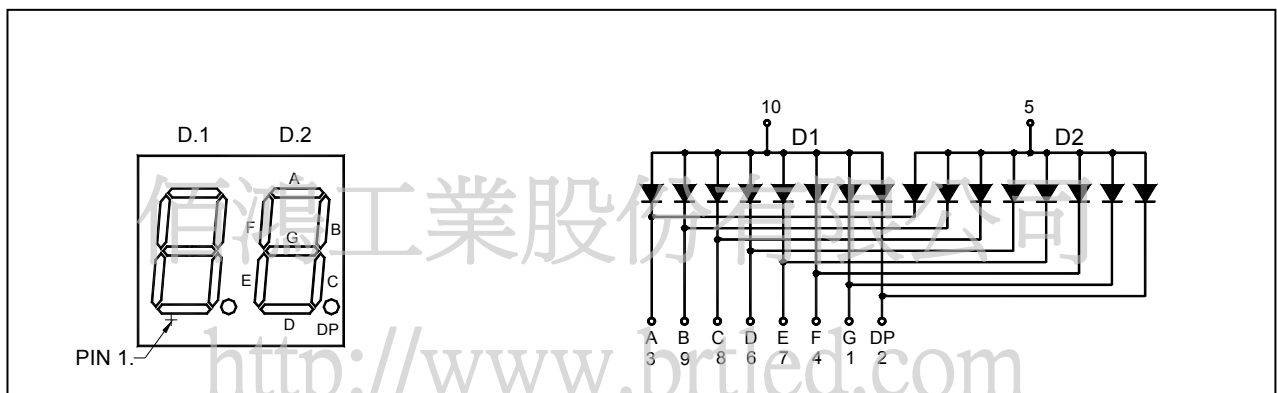 D.1 D.2
A
F B
G
E C
D DP
PIN 1.
10 5
D1 D2
A B C D E F G DP
3 9 8 6 7 4 1 2
佰鴻工業股份有限公司
http://www.brtled.com